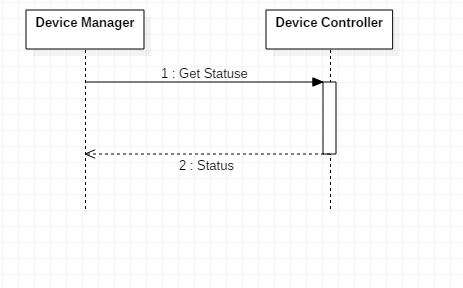 Device Manager
Device Controller
1 : Get Statuse
2 : Status